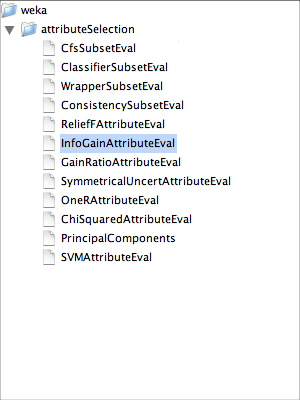 weka
attributeSelection
CfsSubsetEval
ClassifierSubsetEval
WrapperSubsetEval
ConsistencySubsetEval
ReliefFAttributeEval
InfoGainAttributeEval
GainRatioAttributeEval
SymmetricalUncertAttributeEval
OneRAttributeEval
ChiSquaredAttributeEval
PrincipalComponents
SVMAttributeEval